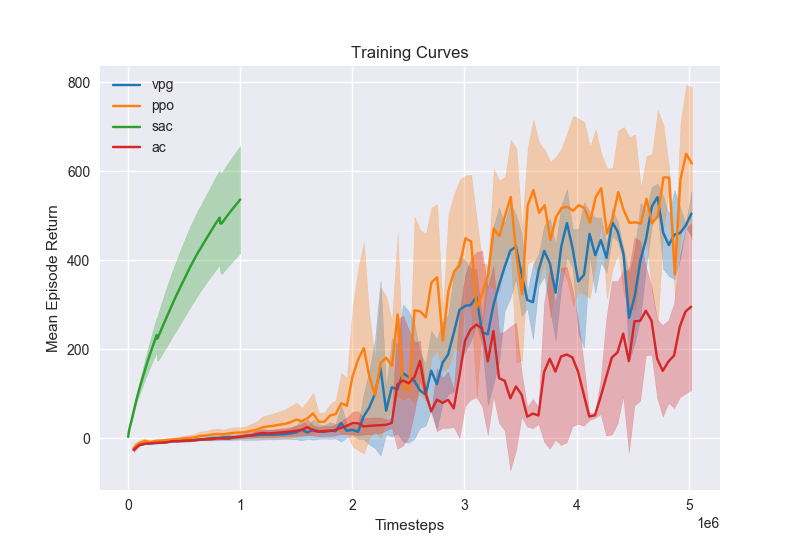 Training Curves
800
600
400
200
0
Mean Episode Return
vpg
ppo
sac
ac
0 1 2 3 4 5
1e6
Timesteps